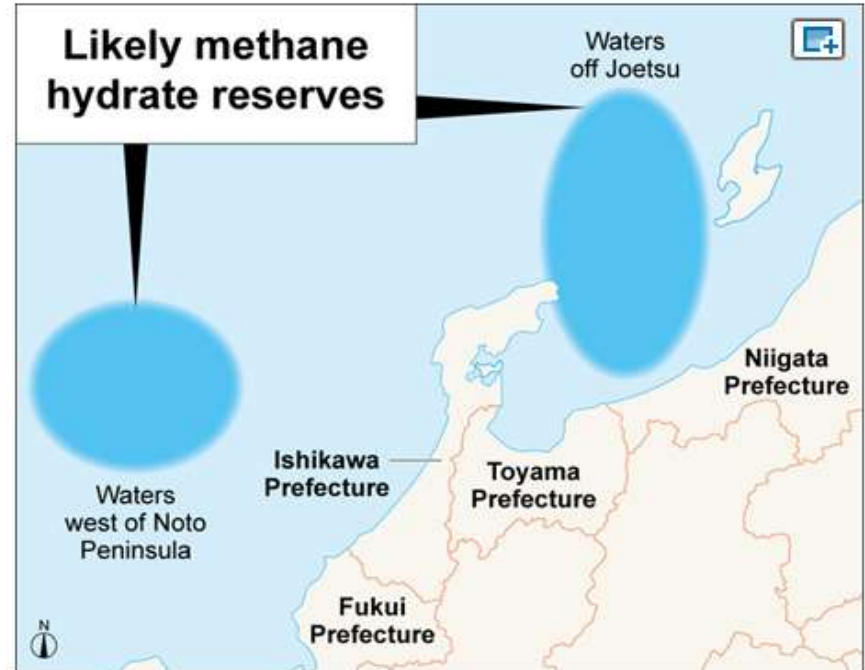 Likely methane
hydrate reserves
Waters
off Joetsu
Niigata
Prefecture
Ishikawa
Prefecture
Toyama
Prefecture
Waters
west of Noto
Peninsula
Fukui
Prefecture
N